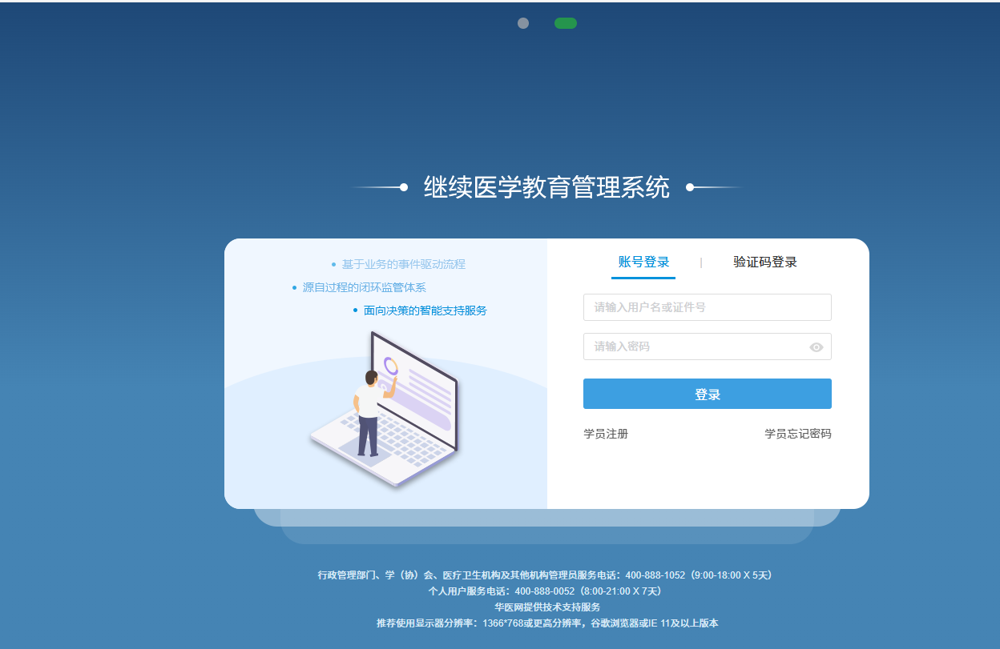 继续医学教育管理系统
基于业务的事件驱动流程
源自过程的闭环监管体系
面向决策的智能支持服务
账号登录 | 验证码登录
请输入用户名或证件号
请输入密码
登录
学员注册 学员忘记密码
行政管理部门、学（协）会、医疗卫生机构及其他机构管理员服务电话：400-888-1052（9:00-18:00 X 5天）
个人用户服务电话：400-888-0052（8:00-21:00 X 7天）
华医网提供技术支持服务
推荐使用显示器分辨率：1366*768或更高分辨率，谷歌浏览器或IE 11及以上版本